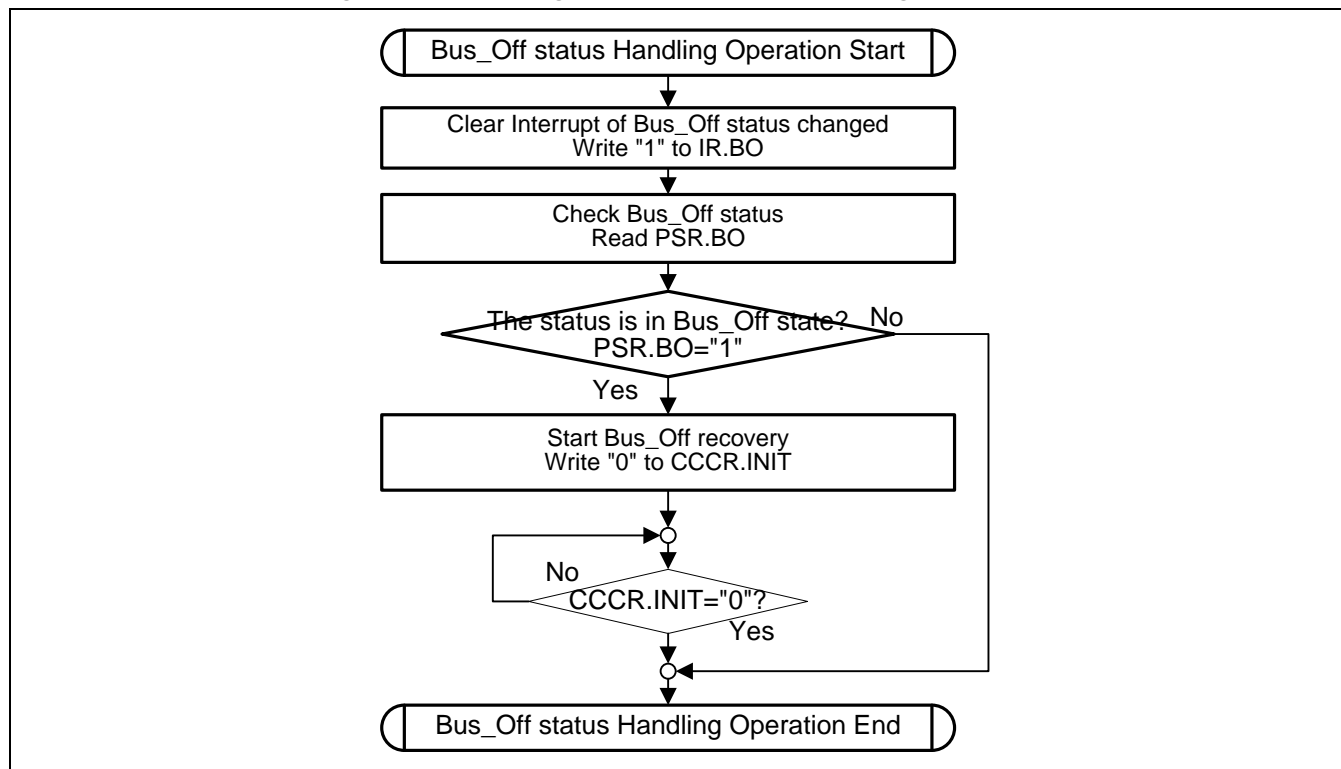 Bus_Off status Handling Operation Start
Clear Interrupt of Bus_Off status changed
Write "1" to IR.BO
Check Bus_Off status
Read PSR.BO
The status is in Bus_Off state?
No
PSR.BO="1"
Yes
Start Bus_Off recovery
Write "0" to CCCR.INIT
No
CCCR.INIT="0"?
Yes
Bus_Off status Handling Operation End